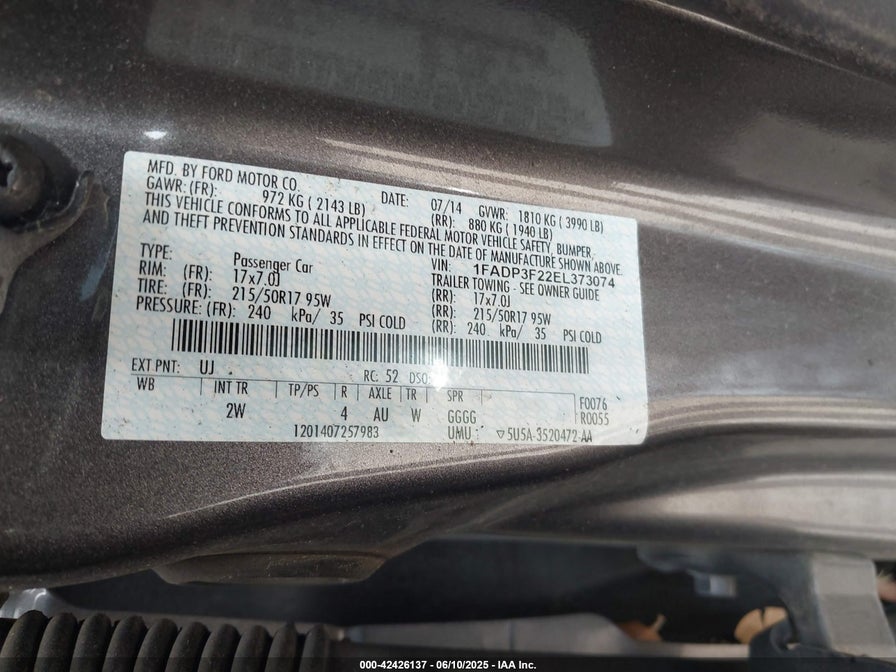 MFD. BY FORD MOTOR CO. DATE: 07/14 GVWR: 1810 KG ( 3990 LB)
GAWR: (FR): 972 KG ( 2143 LB) (RR): 880 KG ( 1940 LB)
THIS VEHICLE CONFORMS TO ALL APPLICABLE FEDERAL MOTOR VEHICLE SAFETY, BUMPER,
AND THEFT PREVENTION STANDARDS IN EFFECT ON THE DATE OF MANUFACTURE SHOWN ABOVE.
VIN: 1FADP3F22EL373074
TYPE: Passenger Car TRAILER TOWING - SEE OWNER GUIDE
RIM: (FR): 17x7.0J (RR): 17x7.0J
TIRE: (FR): 215/50R17 95W (RR): 215/50R17 95W
PRESSURE: (FR): 240 kPa/ 35 PSI COLD (RR): 240 kPa/ 35 PSI COLD
EXT PNT: UJ RC: 52 DSO:
WB INT TR TP/PS R AXLE TR SPR F0076
2W 4 AU W GGGG R0055
1201407257983 UMU ▽5U5A-3520472-AA
000-42426137 - 06/10/2025 - IAA Inc.